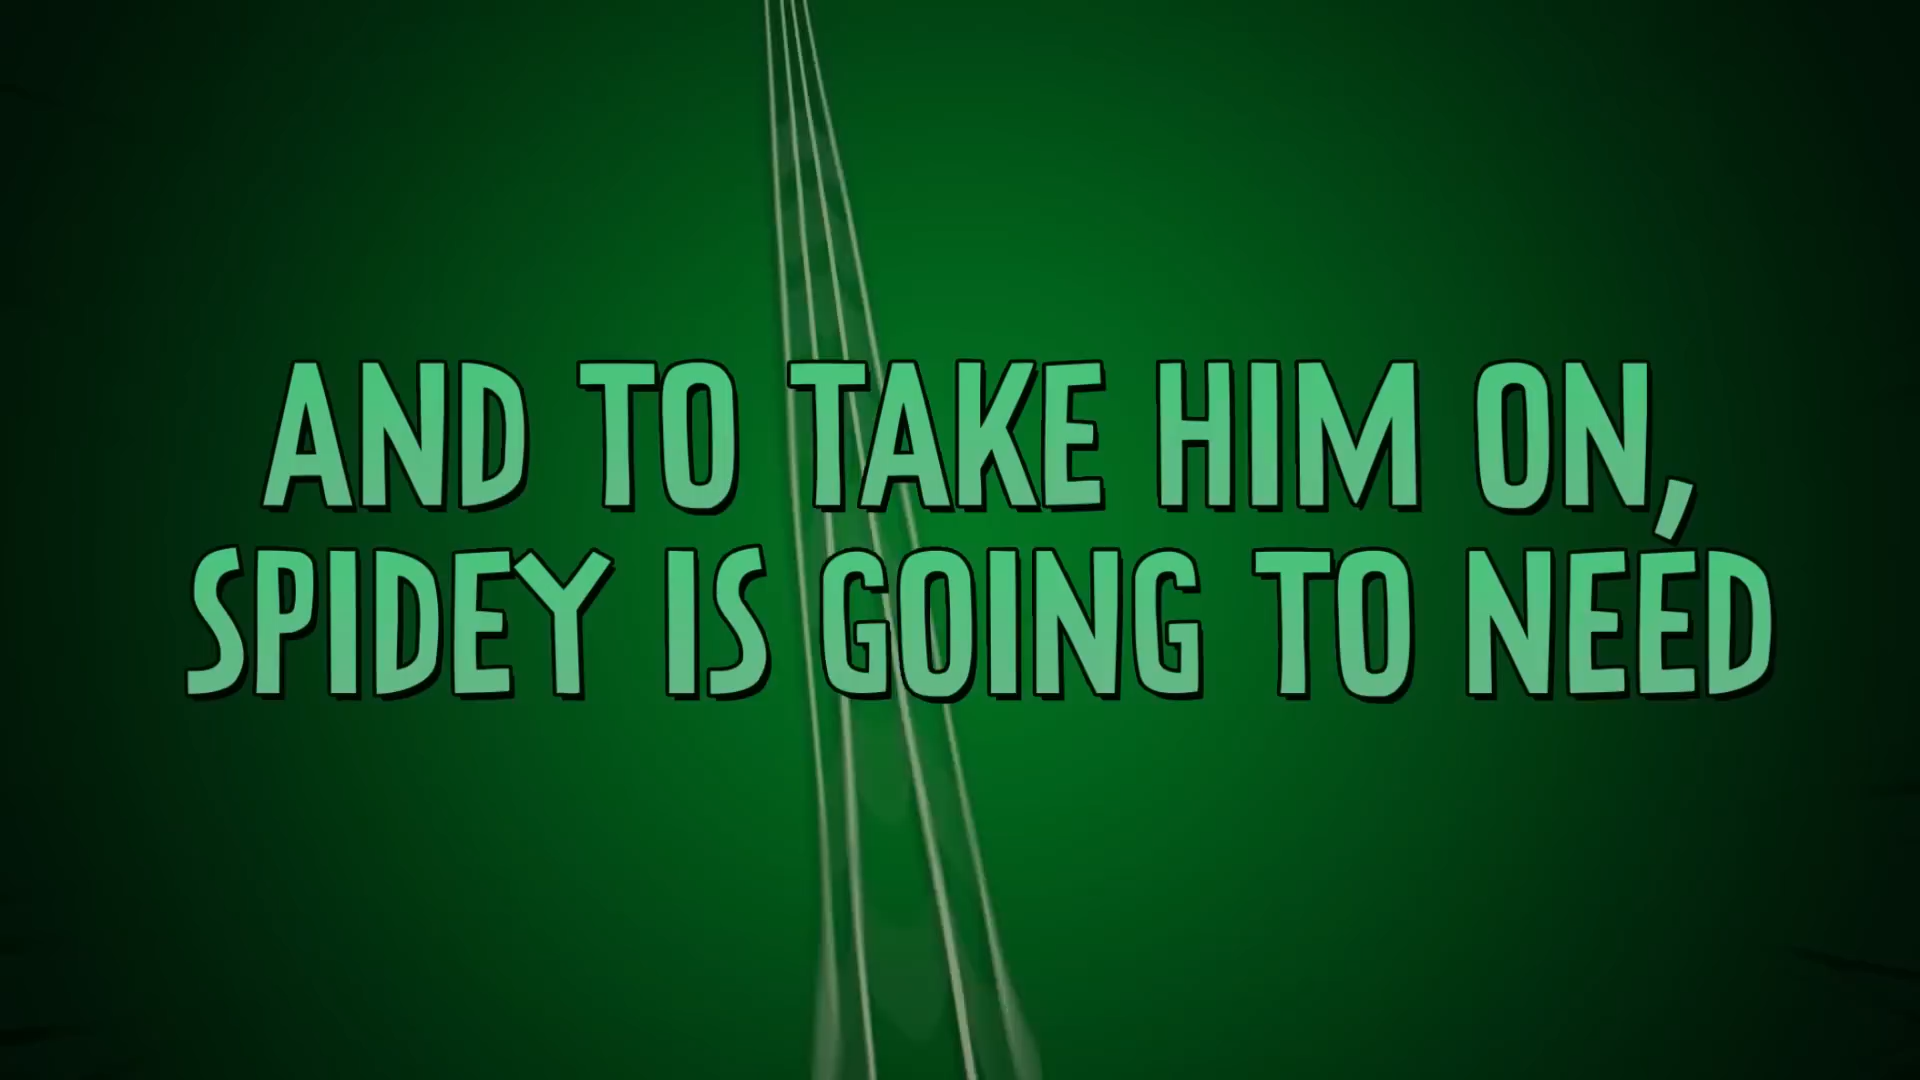 AND TO TAKE HIM ON,
SPIDEY IS GOING TO NEED